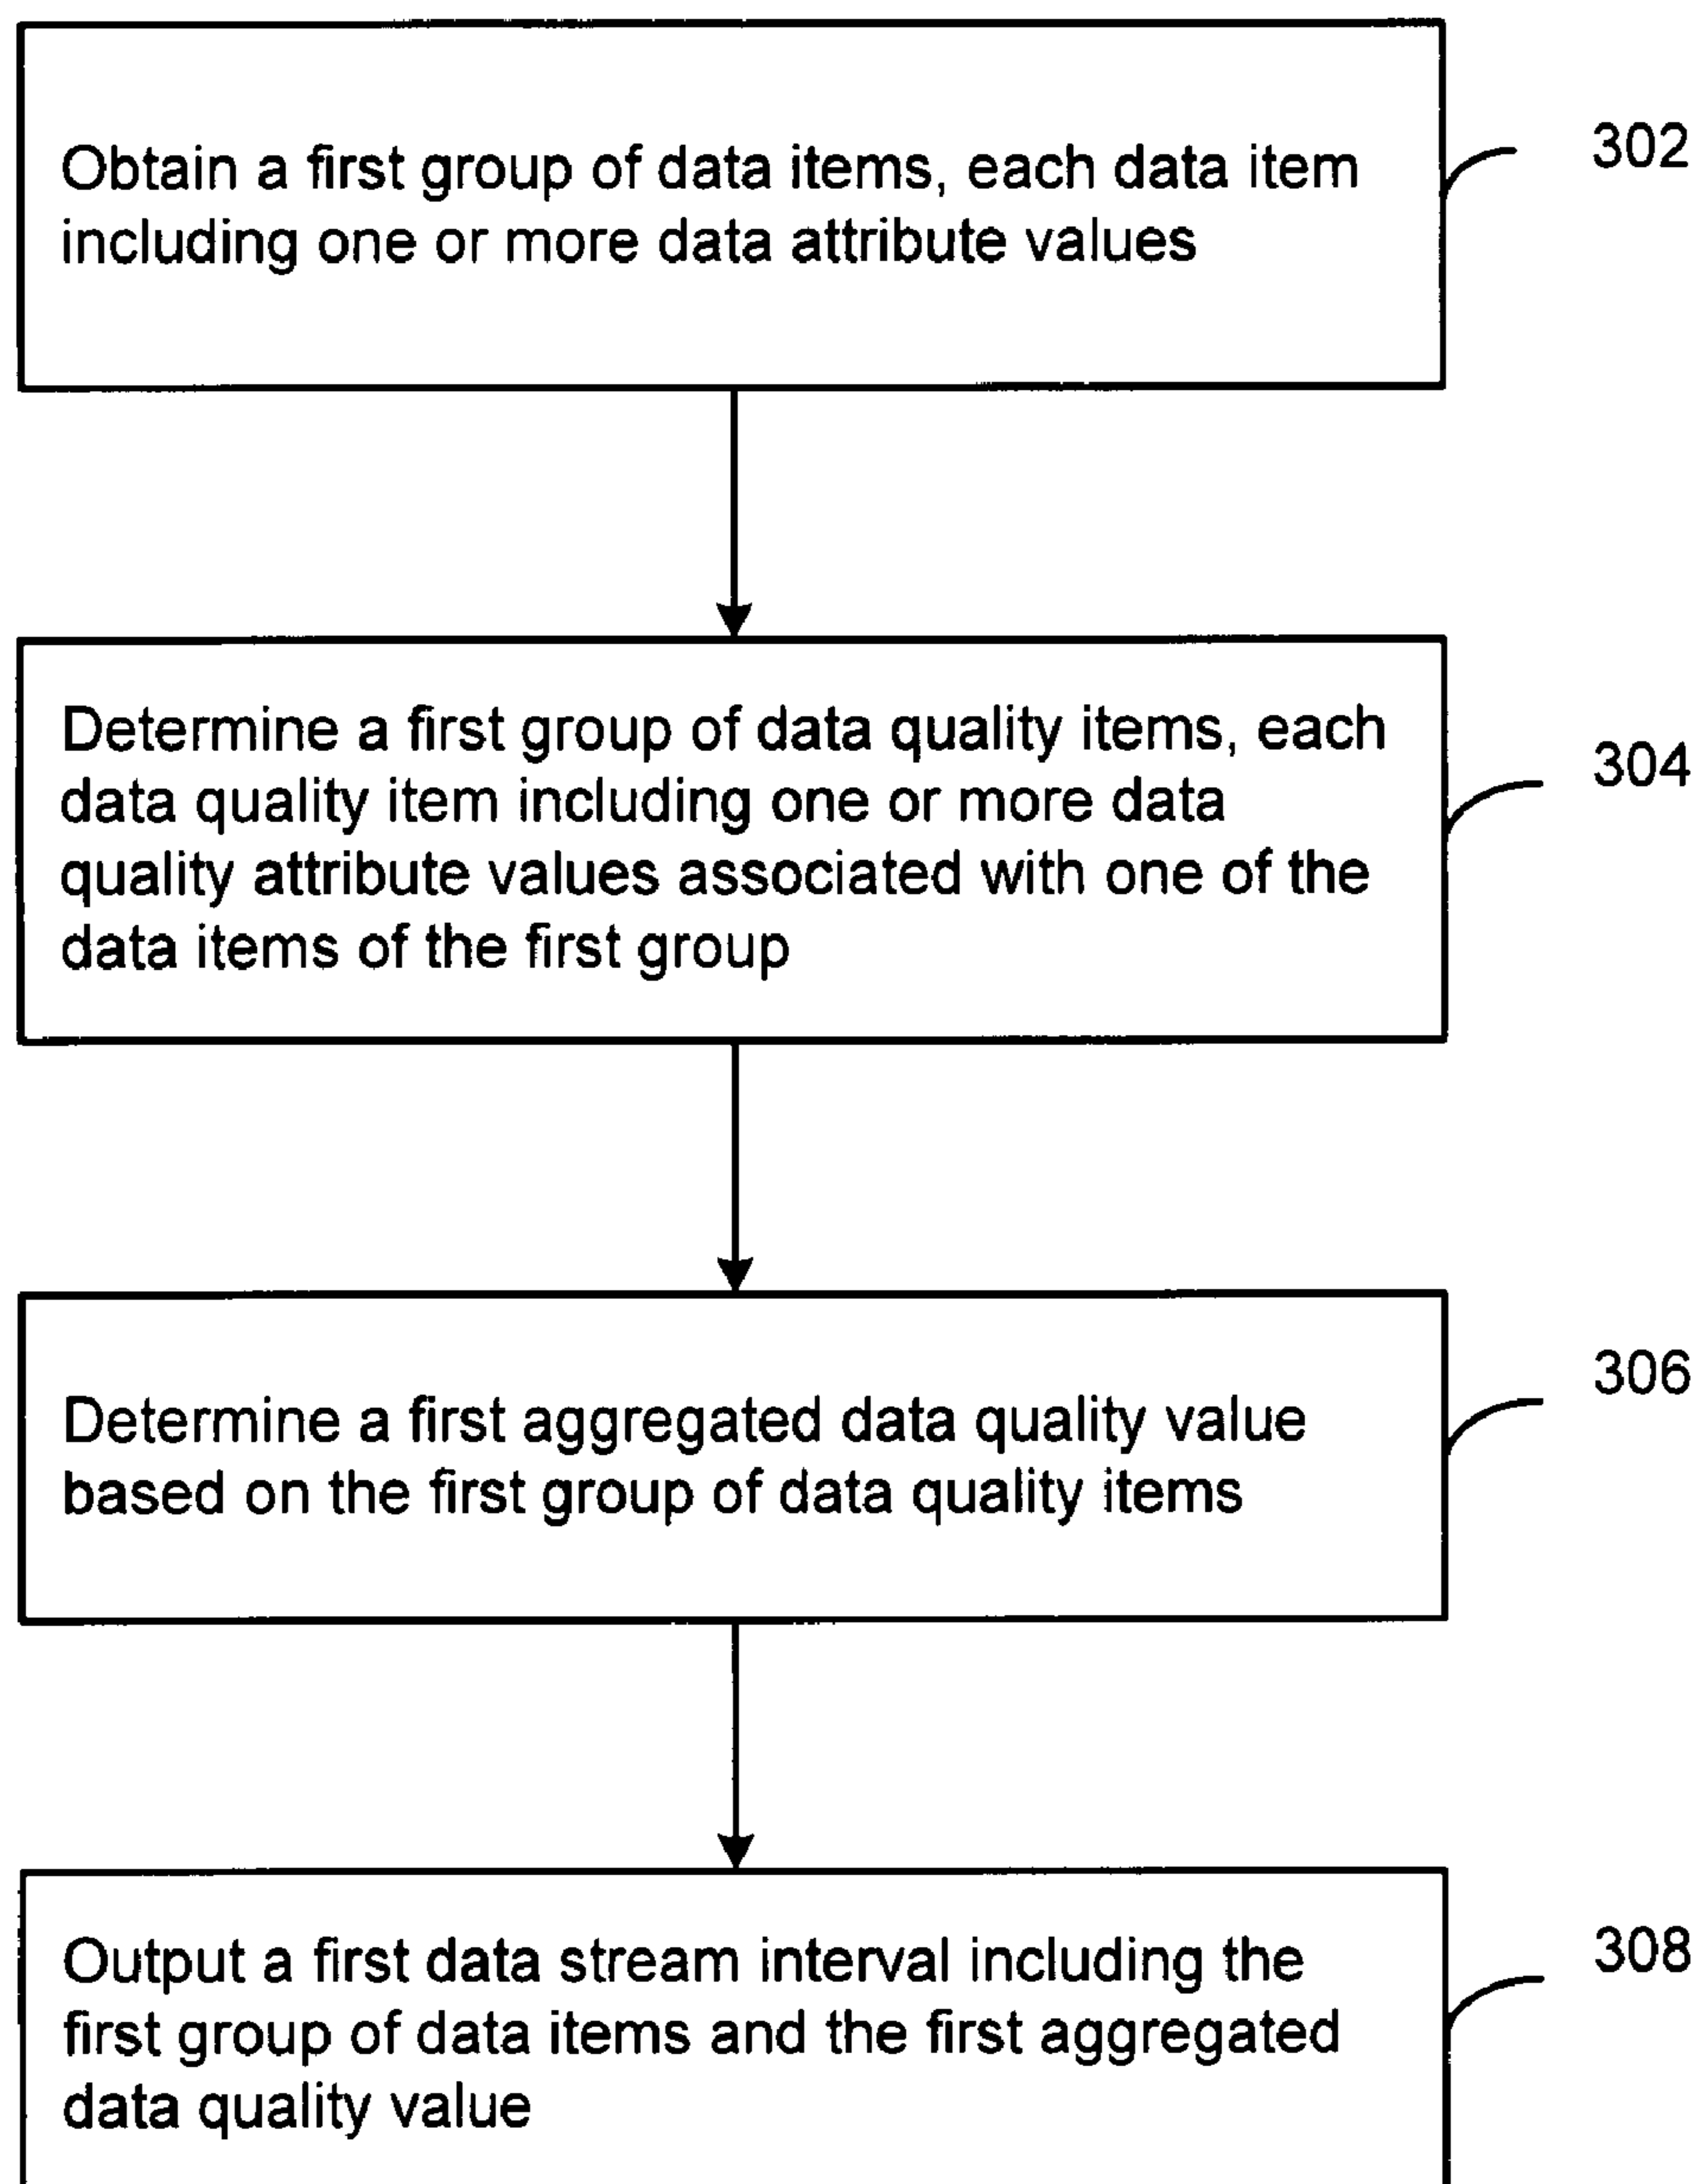 Obtain a first group of data items, each data item
including one or more data attribute values
302
Determine a first group of data quality items, each
data quality item including one or more data
quality attribute values associated with one of the
data items of the first group
304
Determine a first aggregated data quality value
based on the first group of data quality items
306
Output a first data stream interval including the
first group of data items and the first aggregated
data quality value
308